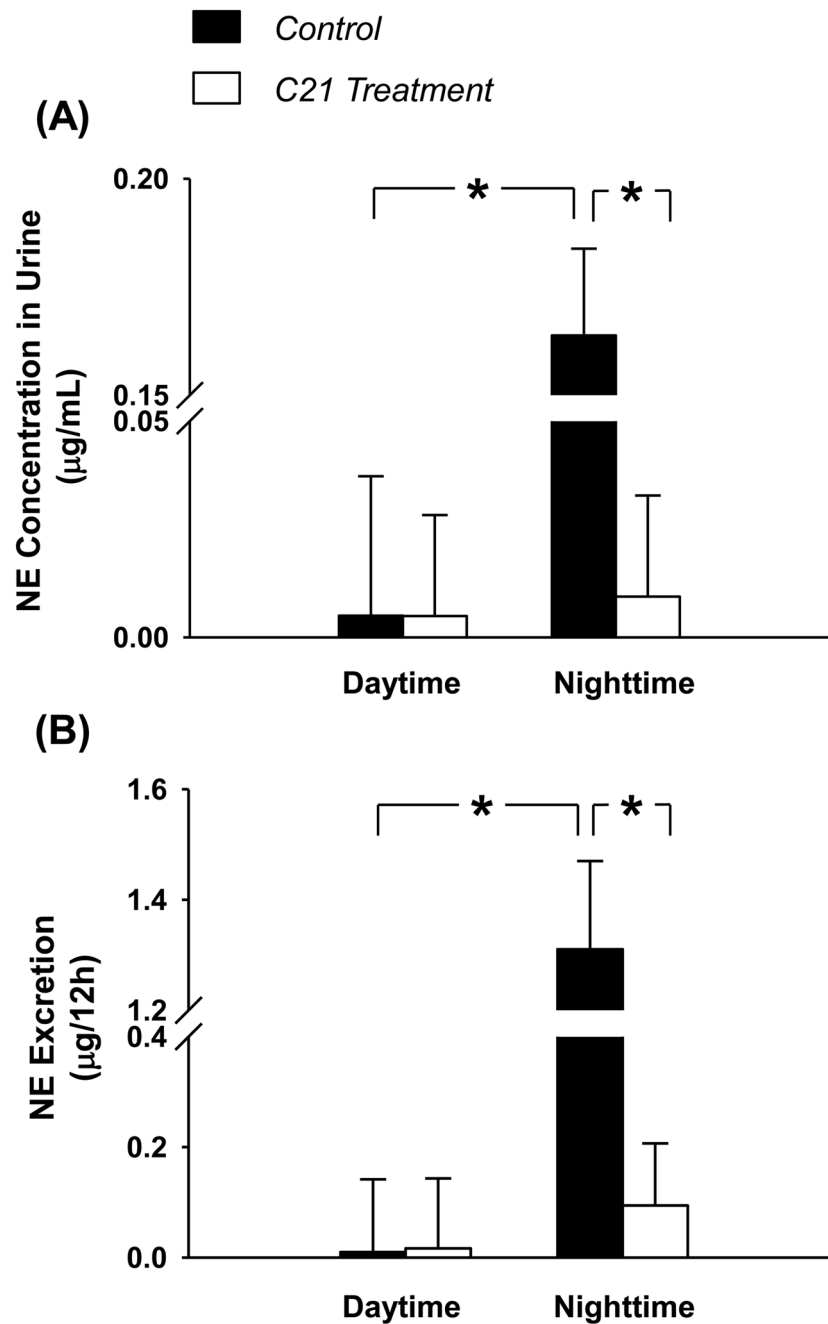 Control
C21 Treatment
(A)
NE Concentration in Urine
(μg/mL)
0.20
0.15
0.05
0.00
*
*
Daytime
Nighttime
(B)
NE Excretion
(μg/12h)
1.6
1.4
1.2
0.4
0.2
0.0
*
*
Daytime
Nighttime